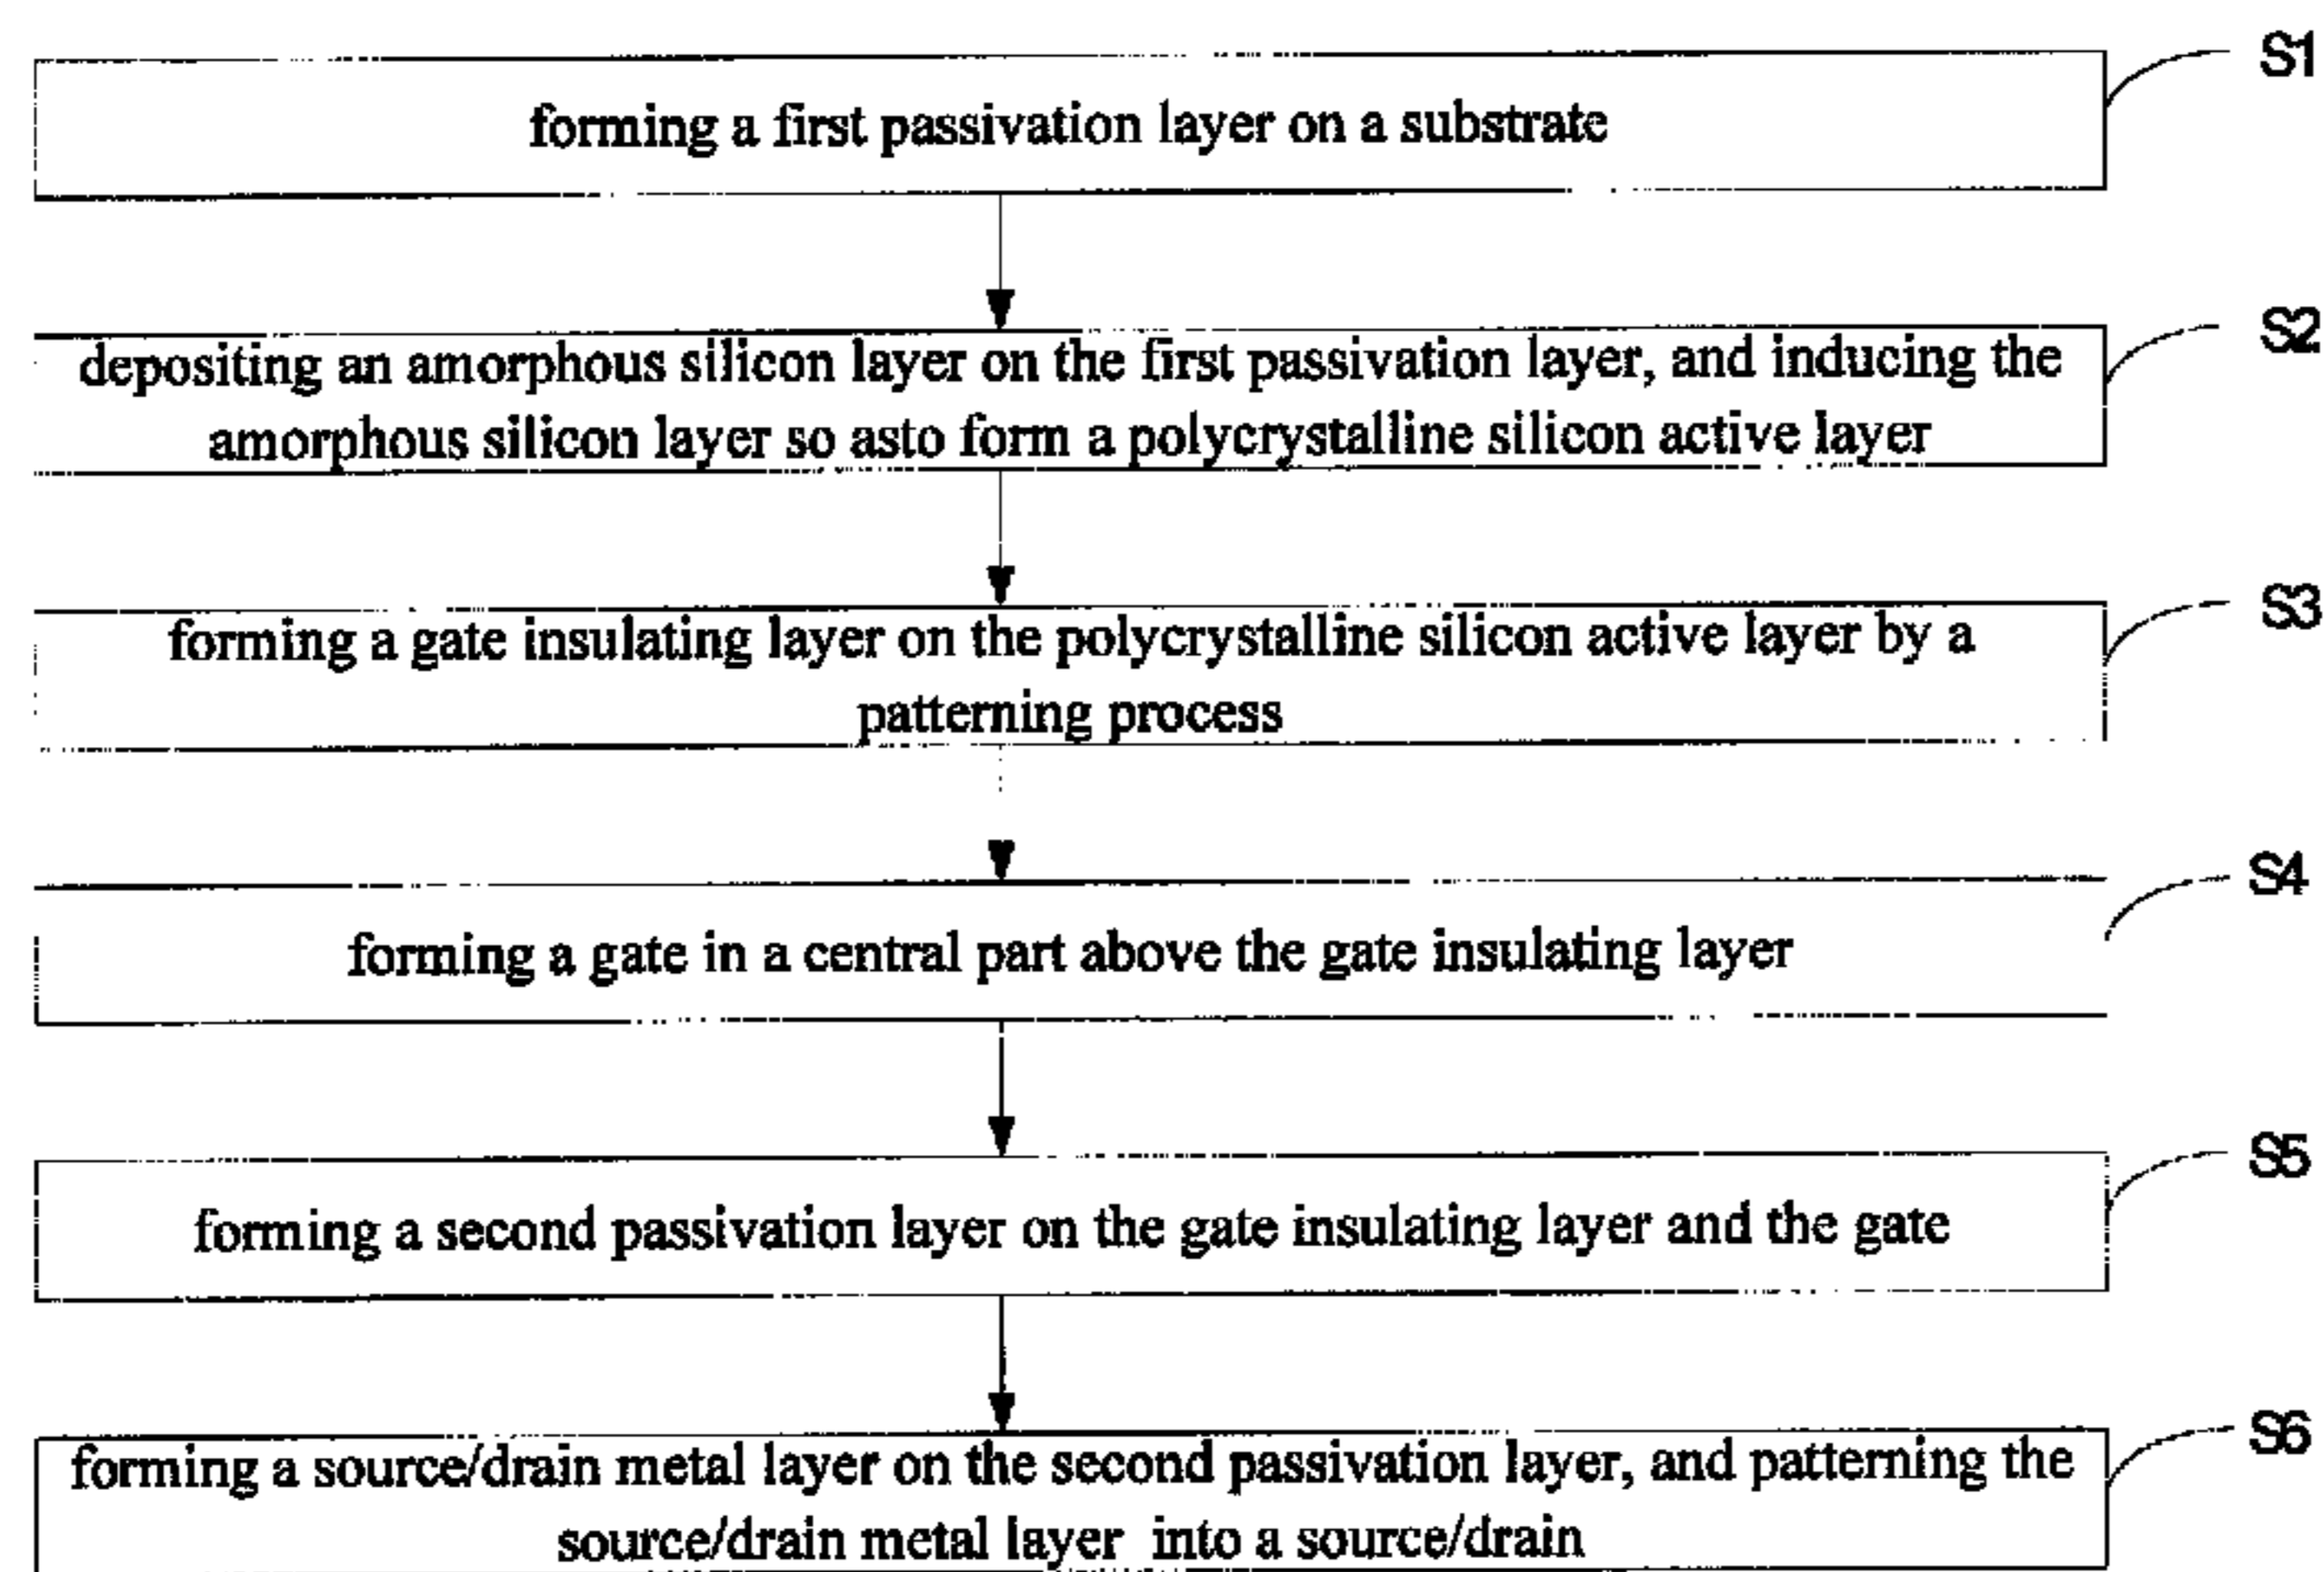 S1
forming a first passivation layer on a substrate
S2
depositing an amorphous silicon layer on the first passivation layer, and inducing the
amorphous silicon layer so asto form a polycrystalline silicon active layer
S3
forming a gate insulating layer on the polycrystalline silicon active layer by a
patterning process
S4
forming a gate in a central part above the gate insulating layer
S5
forming a second passivation layer on the gate insulating layer and the gate
S6
forming a source/drain metal layer on the second passivation layer, and patterning the
source/drain metal layer into a source/drain